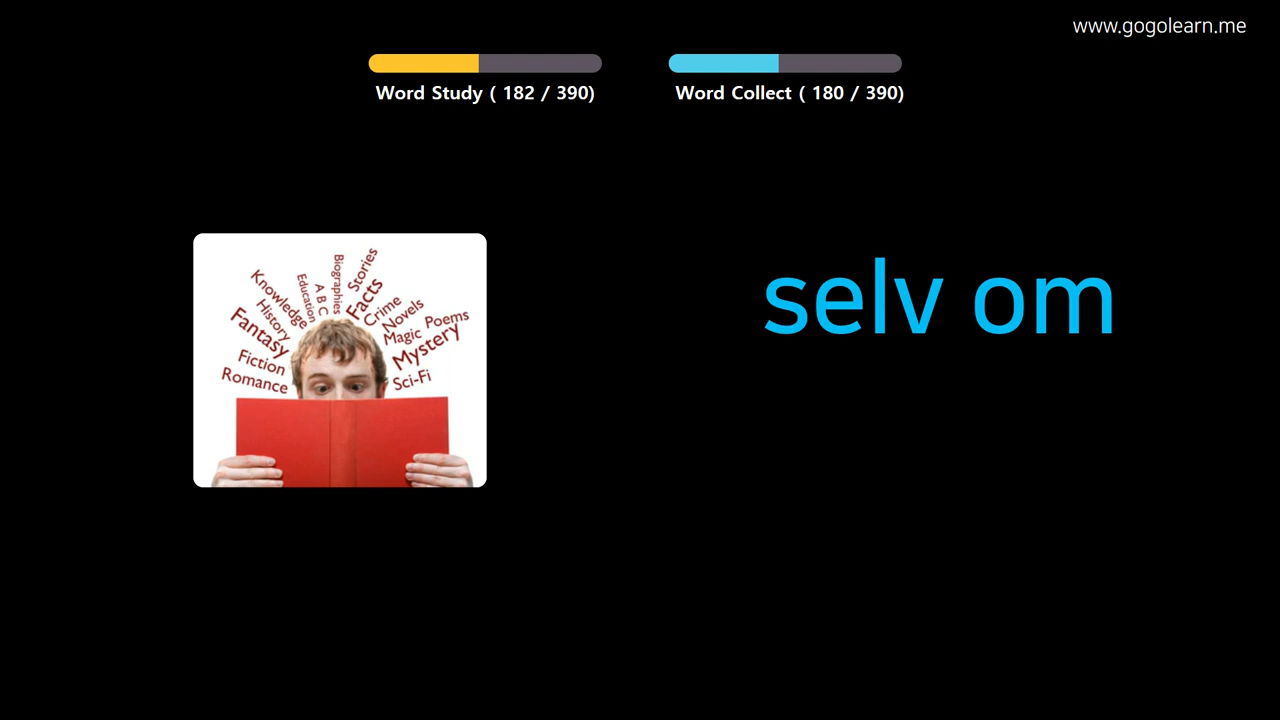 www.gogolearn.me
Word Study ( 182 / 390)
Word Collect ( 180 / 390)
selv om
Knowledge
History
Fantasy
Fiction
Romance
Education
A B C
Biographies
Stories
Facts
Crime
Novels
Magic
Poems
Mystery
Sci-Fi